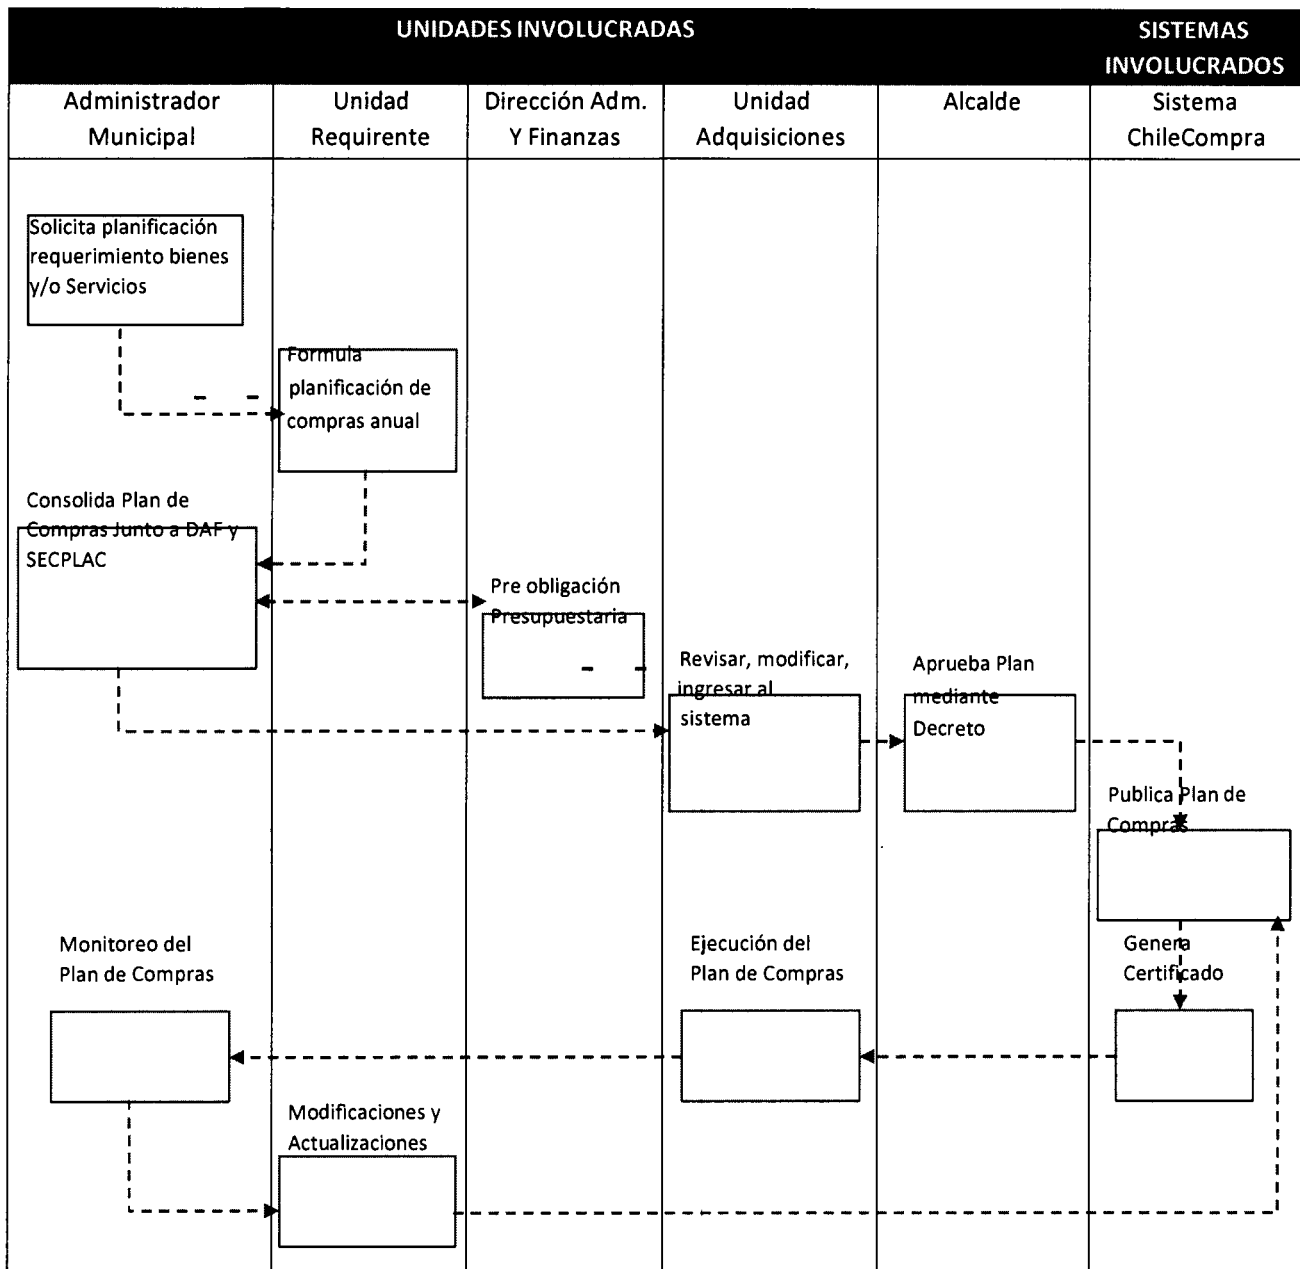 UNIDADES INVOLUCRADAS
SISTEMAS
INVOLUCRADOS
Administrador
Municipal
Unidad
Requirente
Dirección Adm.
Y Finanzas
Unidad
Adquisiciones
Alcalde
Sistema
ChileCompra
Solicita planificación
requerimiento bienes
y/o Servicios
Formula
planificación de
compras anual
Consolida Plan de
Compras Junto a DAF y
SECPLAC
Pre obligación
Presupuestaria
Revisar, modificar,
ingresar al
sistema
Aprueba Plan
mediante
Decreto
Publica Plan de
Compras
Monitoreo del
Plan de Compras
Ejecución del
Plan de Compras
Genera
Certificado
Modificaciones y
Actualizaciones